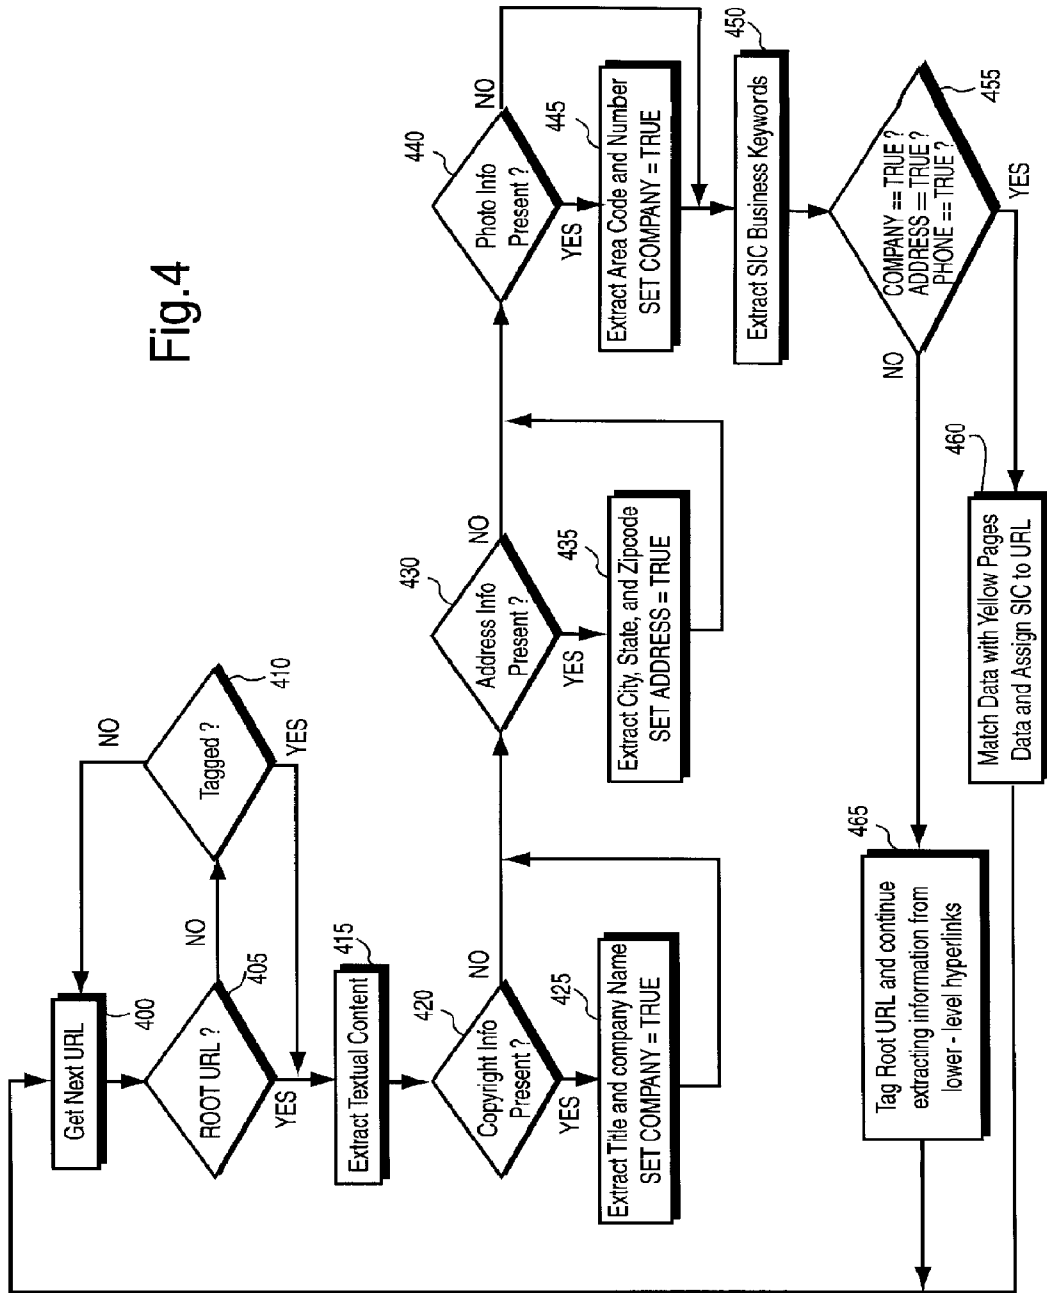 Fig.4
Get Next URL
400
ROOT URL ?
405
NO
YES
Tagged ?
410
NO
YES
Extract Textual Content
415
Copyright Info
Present ?
420
NO
YES
Extract Title and company Name
SET COMPANY = TRUE
425
Address Info
Present ?
430
NO
YES
Extract City, State, and Zipcode
SET ADDRESS = TRUE
435
Photo Info
Present ?
440
NO
YES
Extract Area Code and Number
SET COMPANY = TRUE
445
Extract SIC Business Keywords
450
COMPANY == TRUE ?
ADDRESS == TRUE ?
PHONE == TRUE ?
455
NO
YES
Match Data with Yellow Pages
Data and Assign SIC to URL
460
Tag Root URL and continue
extracting information from
lower - level hyperlinks
465